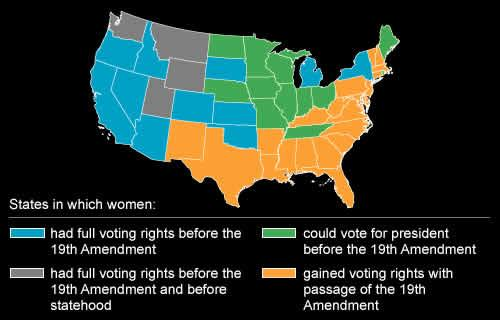 States in which women:
had full voting rights before the
19th Amendment
could vote for president
before the 19th Amendment
had full voting rights before the
19th Amendment and before
statehood
gained voting rights with
passage of the 19th
Amendment